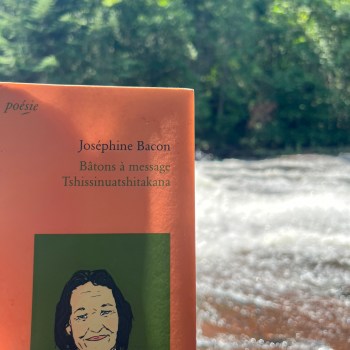 poésie
Joséphine Bacon
Bâtons à message
Tshissinuatshitakana